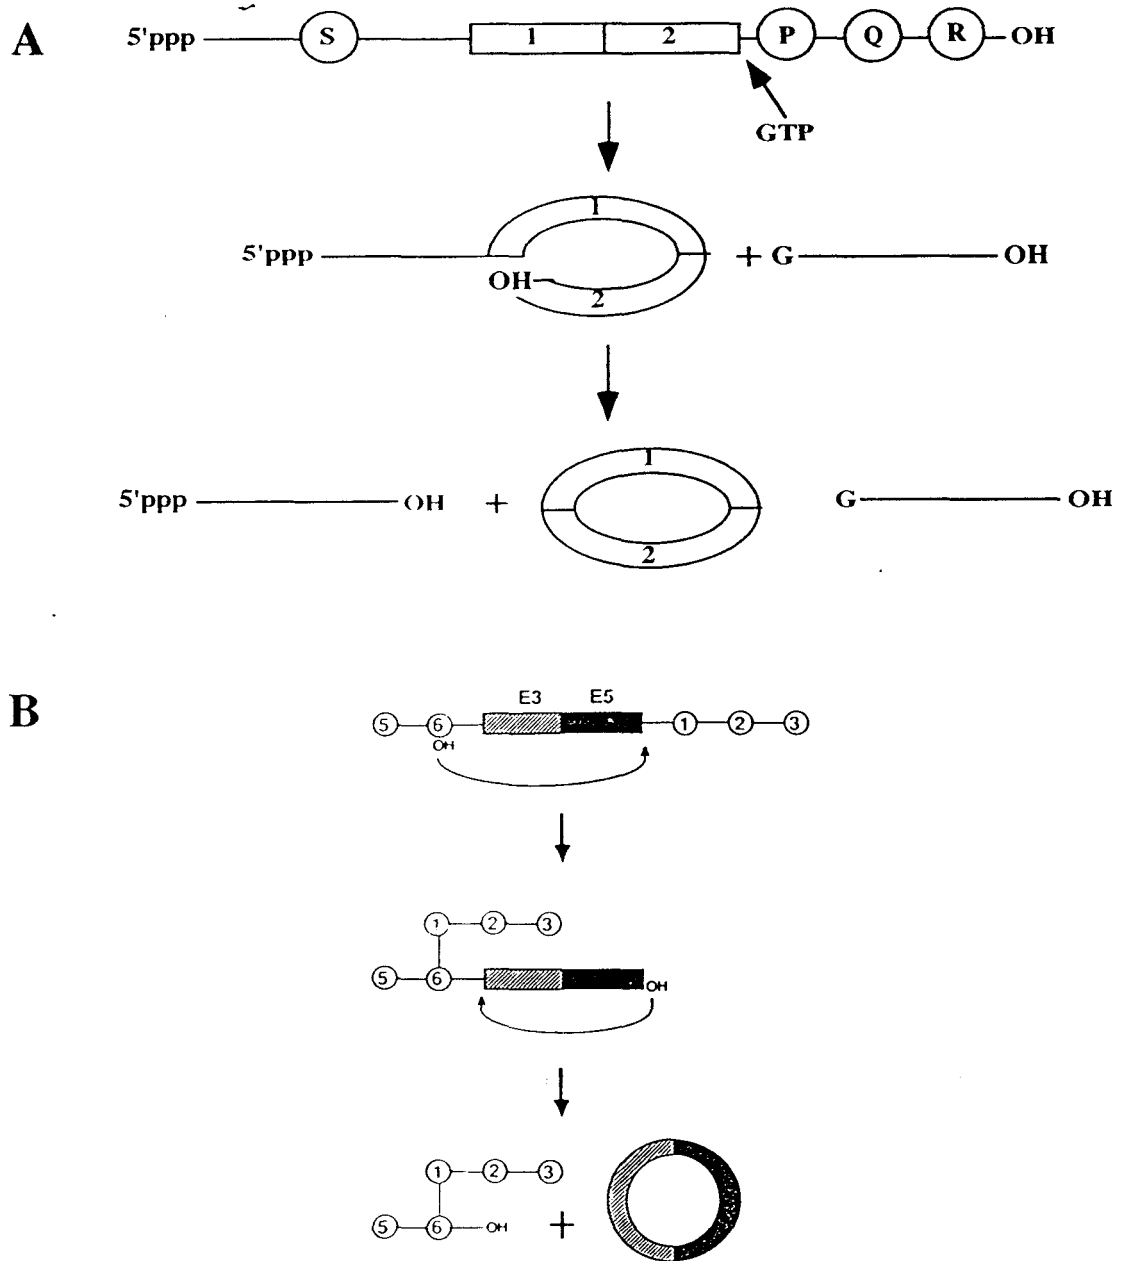 A
5'ppp S 1 2 P Q R OH
GTP
1
5'ppp + G OH
OH
2
1
5'ppp OH + G OH
2
B
E3 E5
5 6 1 2 3
OH
1 2 3
5 6 OH
1 2 3
5 6 OH +